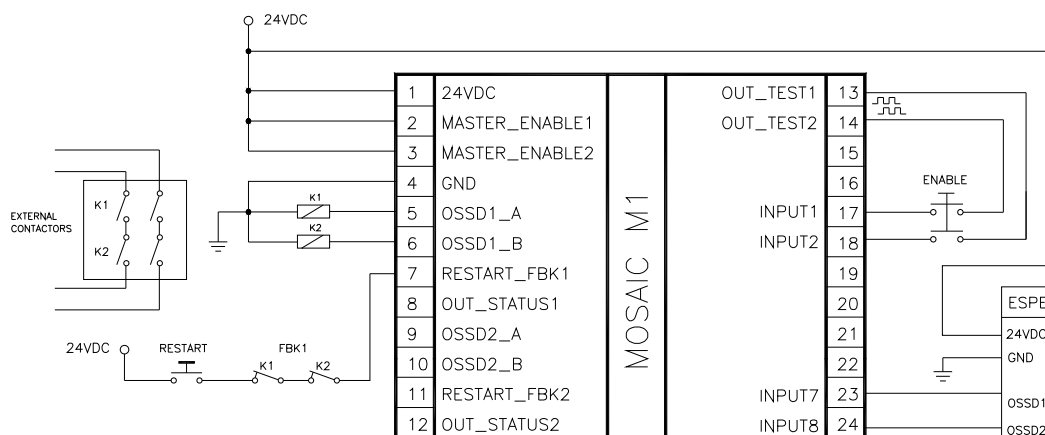 24VDC
1 24VDC
2 MASTER_ENABLE1
3 MASTER_ENABLE2
4 GND
5 OSSD1_A
6 OSSD1_B
7 RESTART_FBK1
8 OUT_STATUS1
9 OSSD2_A
10 OSSD2_B
11 RESTART_FBK2
12 OUT_STATUS2
MOSAIC M1
OUT_TEST1 13
OUT_TEST2 14
15
16
INPUT1 17
INPUT2 18
19
20
21
22
INPUT7 23
INPUT8 24
K1
K2
EXTERNAL
CONTACTORS
K1
K2
24VDC
RESTART
FBK1
K1
K2
ENABLE
ESPE
24VDC
GND
OSSD1
OSSD2